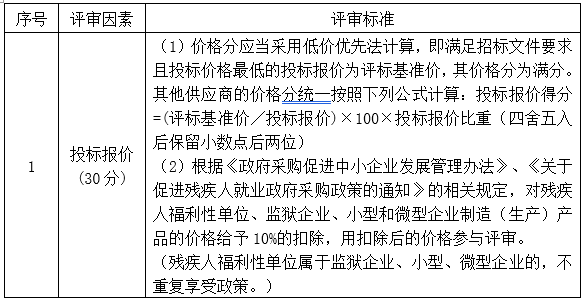 序号 评审因素 评审标准
1
投标报价
(30分)
（1）价格分应当采用低价优先法计算，即满足招标文件要求
且投标价格最低的投标报价为评标基准价，其价格分为满分。
其他供应商的价格分统一按照下列公式计算：投标报价得分
=(评标基准价／投标报价)×100×投标报价比重（四舍五入
后保留小数点后两位）
（2）根据《政府采购促进中小企业发展管理办法》、《关于
促进残疾人就业政府采购政策的通知》的相关规定，对残疾
人福利性单位、监狱企业、小型和微型企业制造（生产）产
品的价格给予10%的扣除，用扣除后的价格参与评审。
（残疾人福利性单位属于监狱企业、小型、微型企业的，不
重复享受政策。）